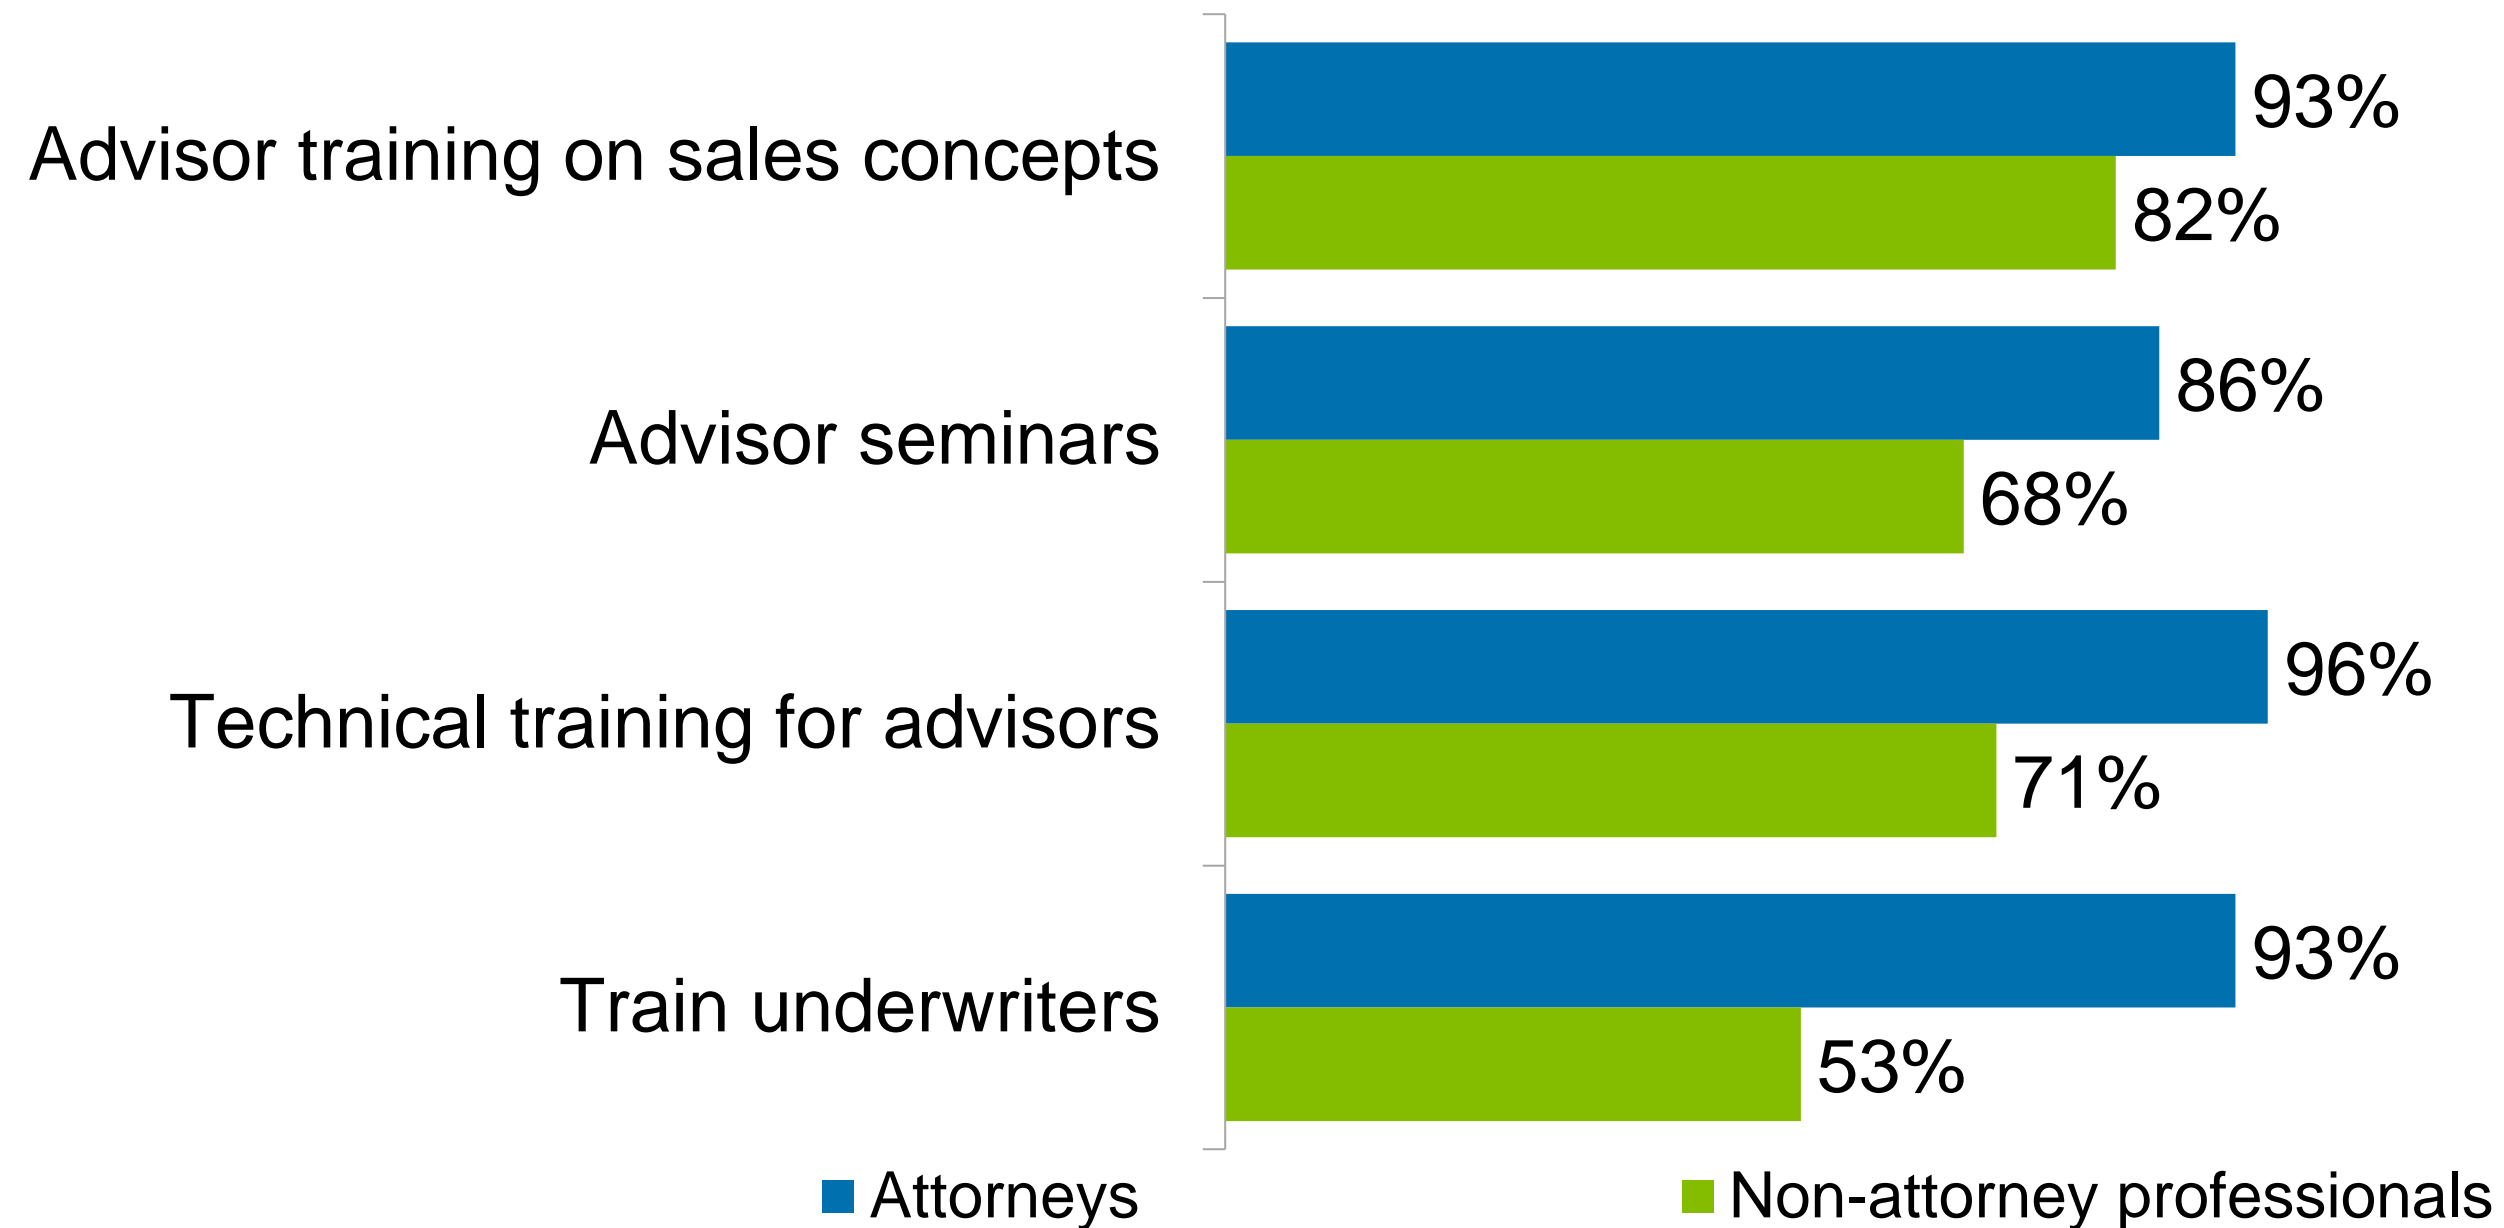 Advisor training on sales concepts
93%
82%
Advisor seminars
86%
68%
Technical training for advisors
96%
71%
Train underwriters
93%
53%
Attorneys
Non-attorney professionals